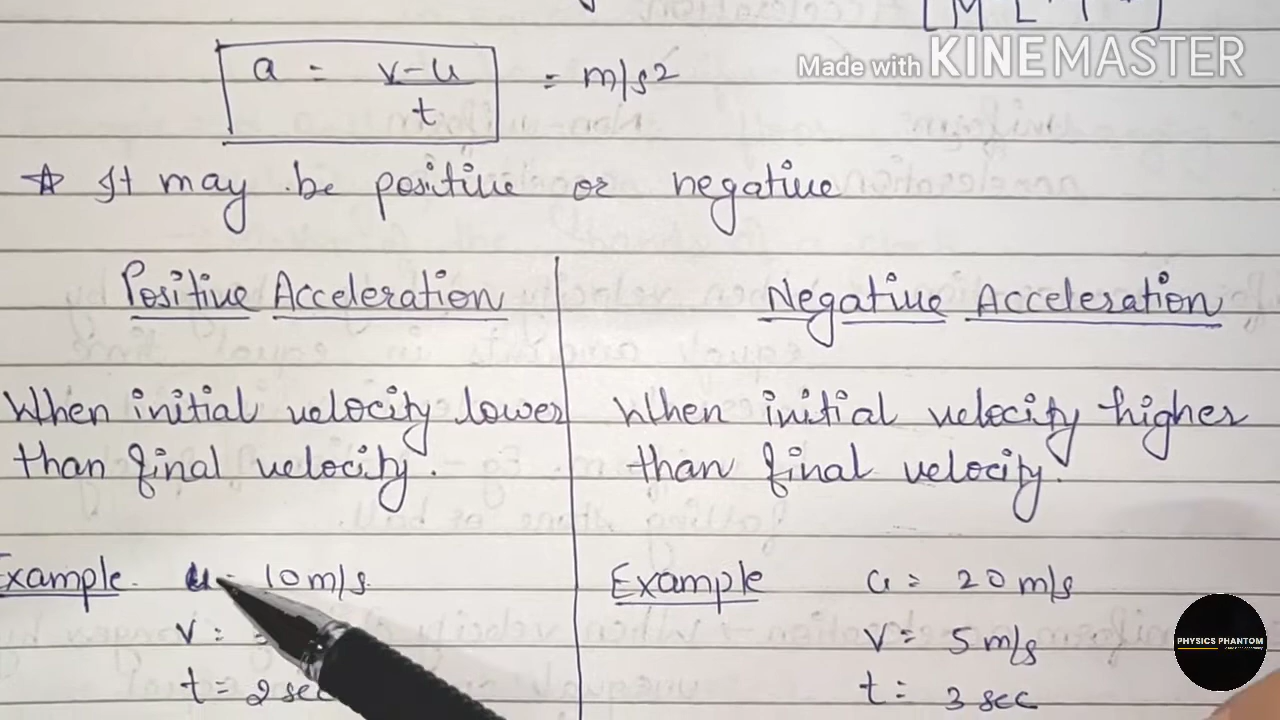 Made with KINEMASTER
a = v-u / t = m/s²
☆ It may be positive or negative
Positive Acceleration
When initial velocity lower
than final velocity.
Example. u = 10 m/s
v =
t = 2 sec
Negative Acceleration
When initial velocity higher
than final velocity.
Example u = 20 m/s
v = 5 m/s
t = 3 sec
PHYSICS PHANTOM